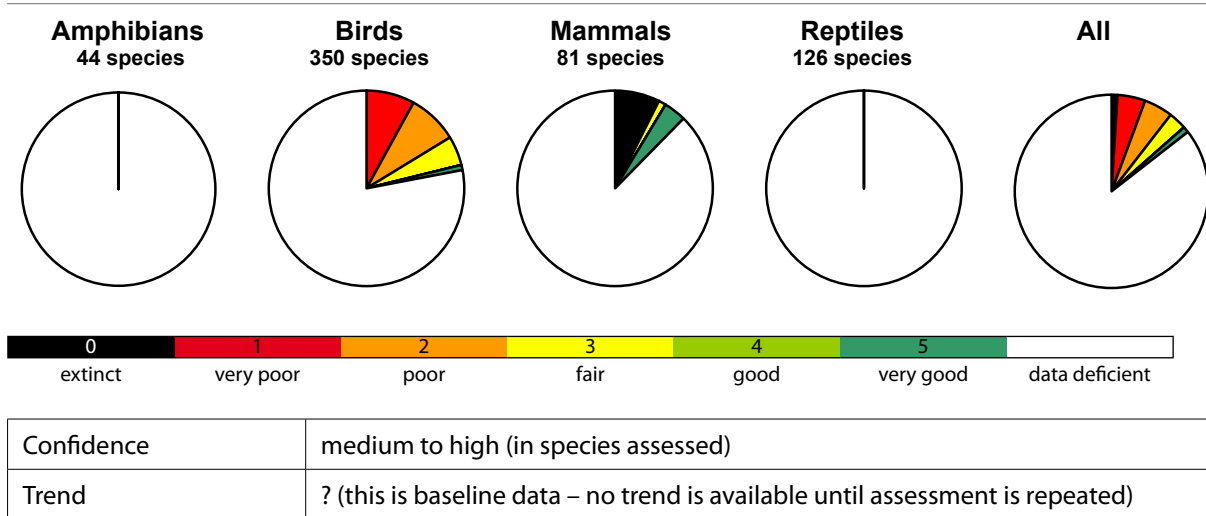 Amphibians
44 species
Birds
350 species
Mammals
81 species
Reptiles
126 species
All
0 1 2 3 4 5
extinct very poor poor fair good very good data deficient
Confidence medium to high (in species assessed)
Trend ? (this is baseline data – no trend is available until assessment is repeated)